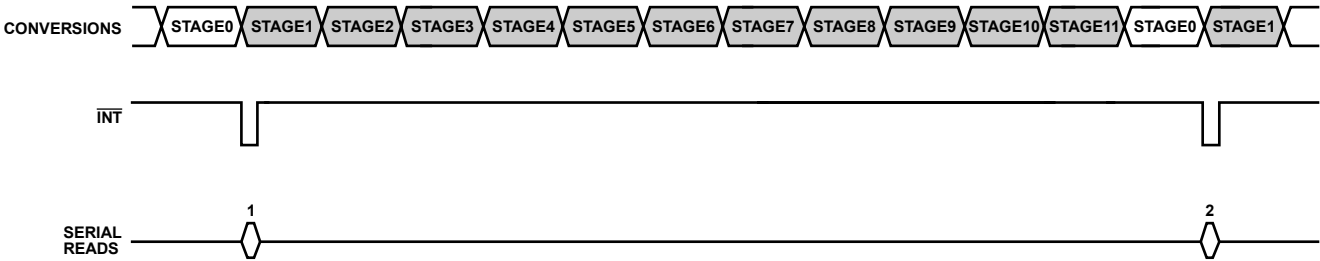 CONVERSIONS STAGE0 STAGE1 STAGE2 STAGE3 STAGE4 STAGE5 STAGE6 STAGE7 STAGE8 STAGE9 STAGE10 STAGE11 STAGE0 STAGE1
INT
1 2
SERIAL
READS